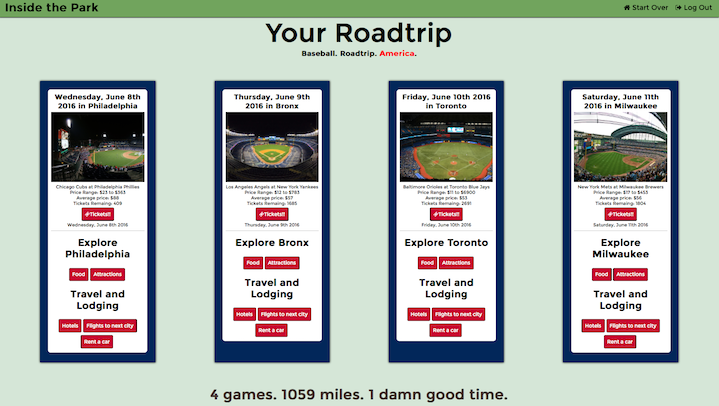 Inside the Park
Start Over
Log Out
Your Roadtrip
Baseball. Roadtrip. America.
Wednesday, June 8th
2016 in Philadelphia
Chicago Cubs at Philadelphia Phillies
Price Range: $23 to $363
Average price: $88
Tickets Remaing: 409
Tickets!!
Wednesday, June 8th 2016
Explore
Philadelphia
Food
Attractions
Travel and
Lodging
Hotels
Flights to next city
Rent a car
Thursday, June 9th
2016 in Bronx
Los Angeles Angels at New York Yankees
Price Range: $12 to $783
Average price: $57
Tickets Remaing: 1685
Tickets!!
Thursday, June 9th 2016
Explore Bronx
Food
Attractions
Travel and
Lodging
Hotels
Flights to next city
Rent a car
Friday, June 10th 2016
in Toronto
Baltimore Orioles at Toronto Blue Jays
Price Range: $11 to $6900
Average price: $53
Tickets Remaing: 2691
Tickets!!
Friday, June 10th 2016
Explore Toronto
Food
Attractions
Travel and
Lodging
Hotels
Flights to next city
Rent a car
Saturday, June 11th
2016 in Milwaukee
New York Mets at Milwaukee Brewers
Price Range: $17 to $453
Average price: $56
Tickets Remaing: 1804
Tickets!!
Saturday, June 11th 2016
Explore
Milwaukee
Food
Attractions
Travel and
Lodging
Hotels
Flights to next city
Rent a car
4 games. 1059 miles. 1 damn good time.